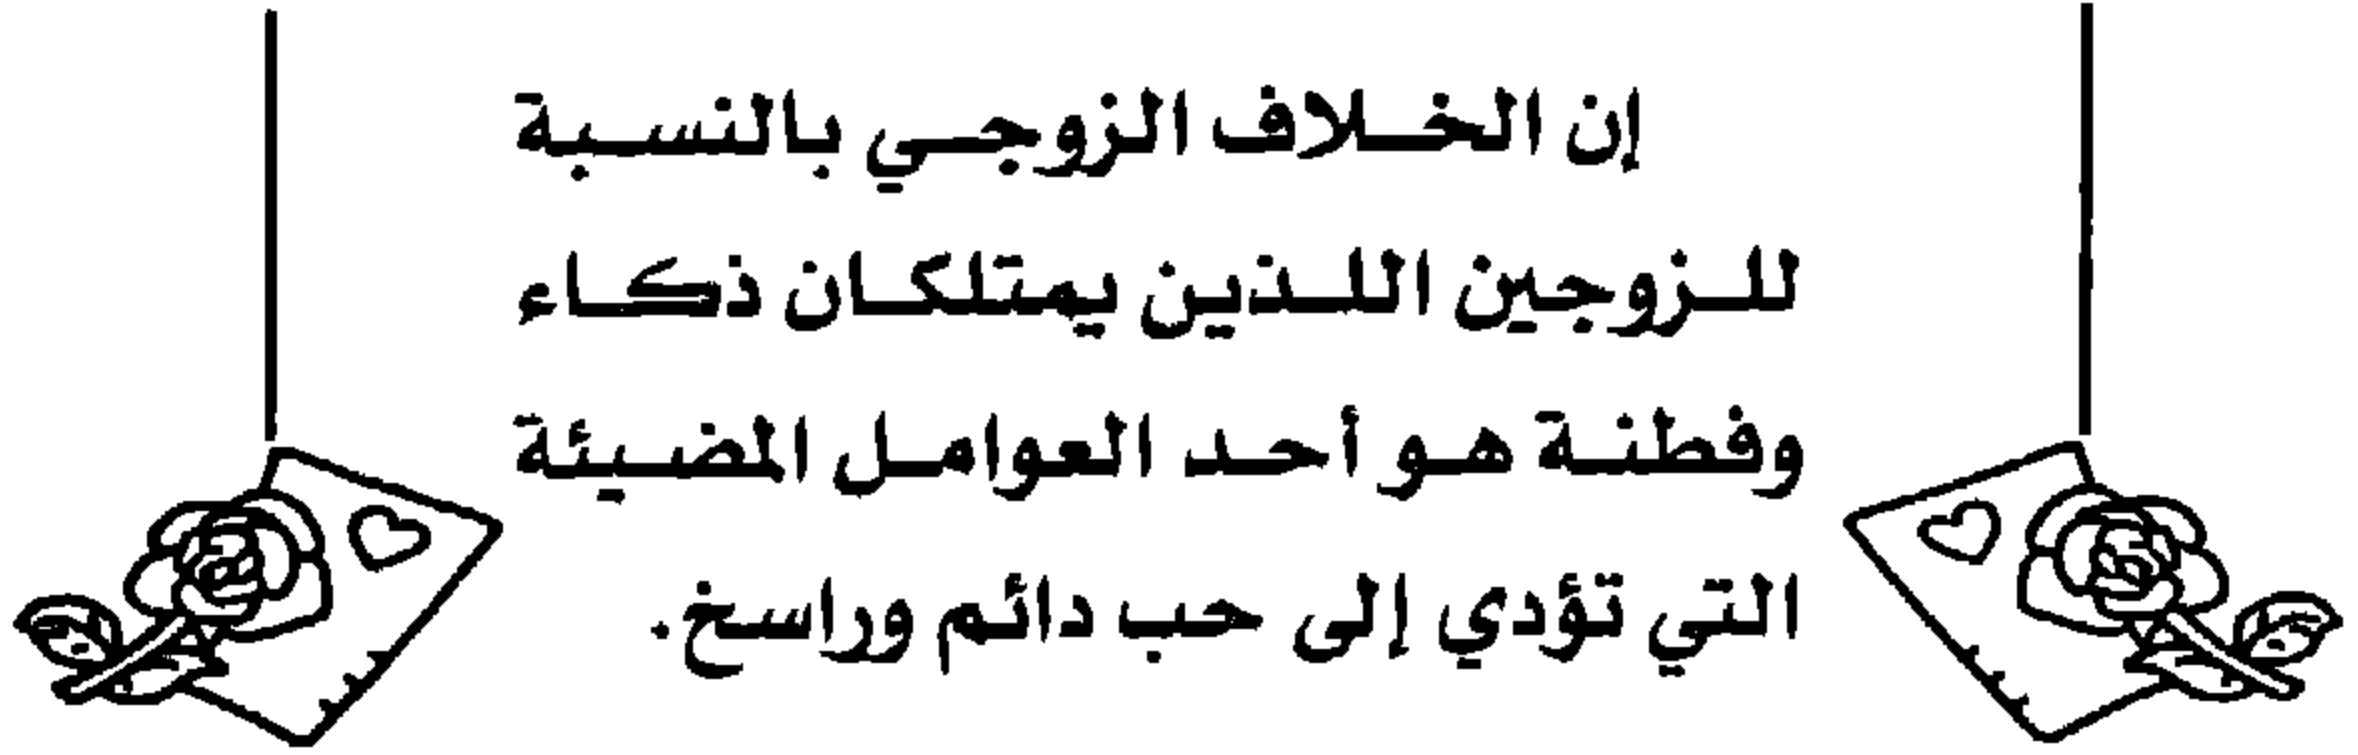 إن الخلاف الزوجي بالنسبة
للزوجين اللذين يمتلكان ذكاء
وفطنة هو أحد العوامل المضيئة
التي تؤدي إلى حب دائم وراسخ.